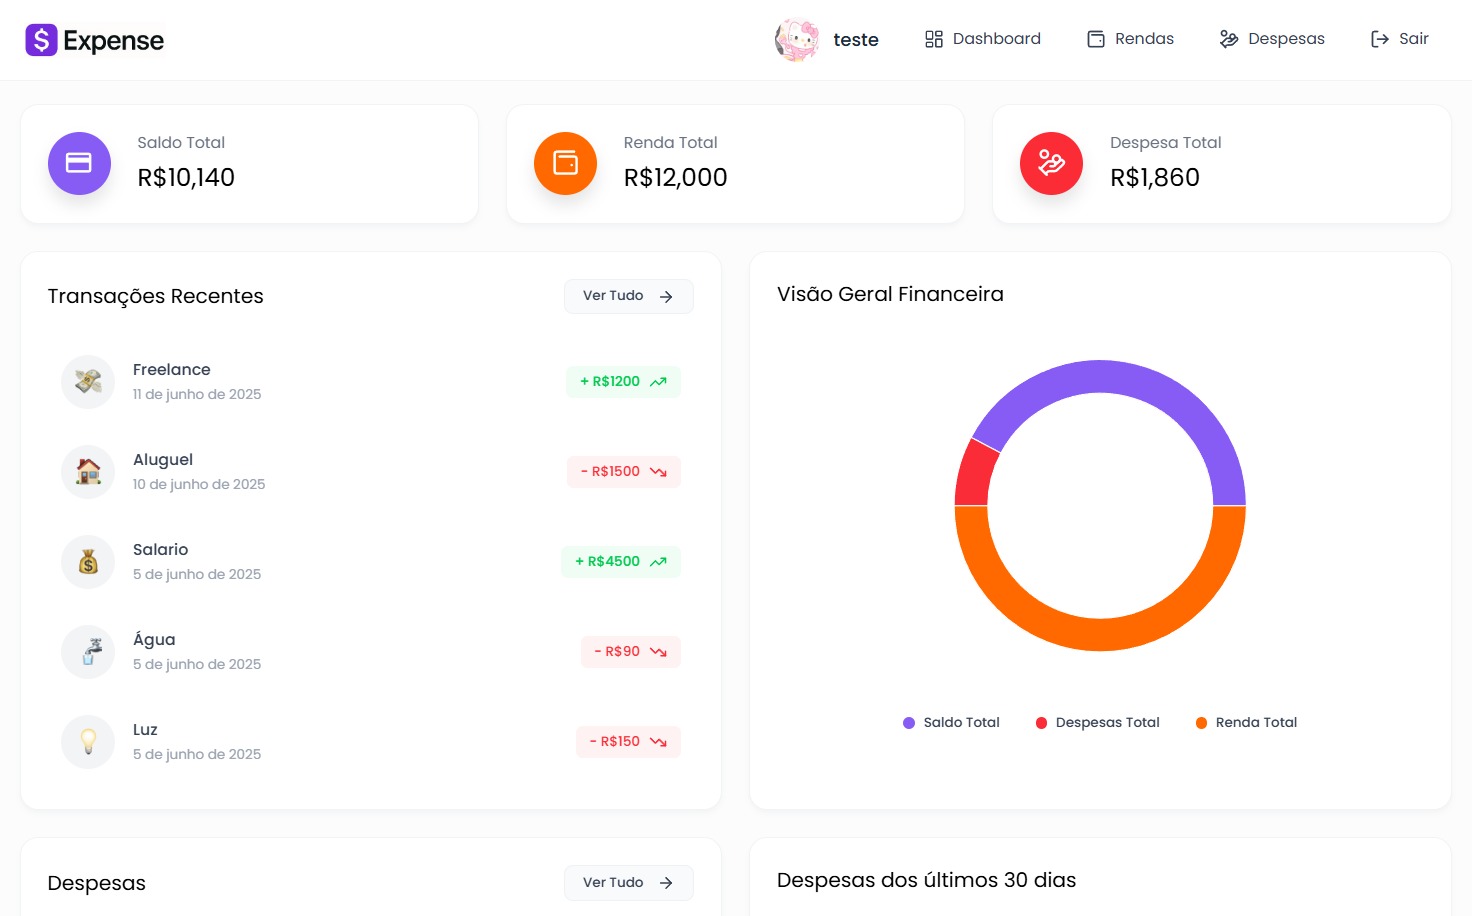 $ Expense
teste
Dashboard
Rendas
Despesas
Sair
Saldo Total
R$10,140
Renda Total
R$12,000
Despesa Total
R$1,860
Transações Recentes
Ver Tudo
Freelance
11 de junho de 2025
+ R$1200
Aluguel
10 de junho de 2025
- R$1500
Salario
5 de junho de 2025
+ R$4500
Água
5 de junho de 2025
- R$90
Luz
5 de junho de 2025
- R$150
Visão Geral Financeira
Saldo Total
Despesas Total
Renda Total
Despesas
Ver Tudo
Despesas dos últimos 30 dias